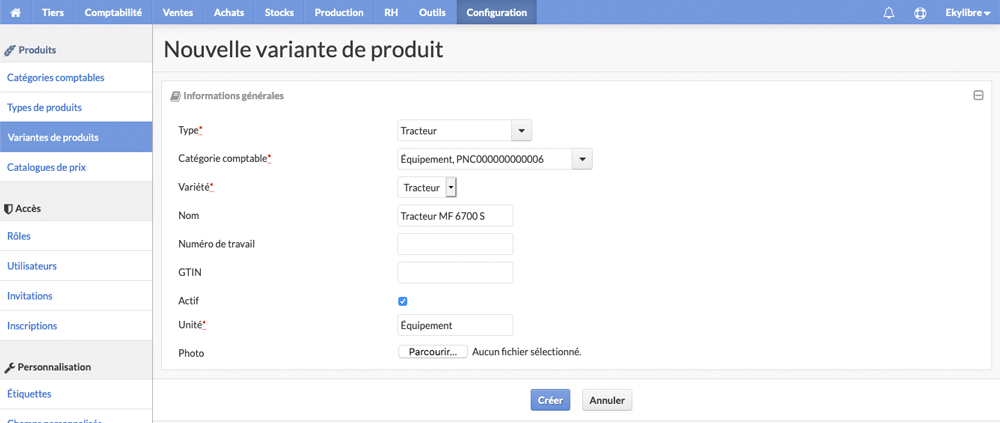 Tiers Comptabilité Ventes Achats Stocks Production RH Outils Configuration Ekylibre
Produits
Catégories comptables
Types de produits
Variantes de produits
Catalogues de prix
Accès
Rôles
Utilisateurs
Invitations
Inscriptions
Personnalisation
Étiquettes
Champs personnalisés
Nouvelle variante de produit
Informations générales
Type* Tracteur
Catégorie comptable* Équipement, PNC000000000006
Variété* Tracteur
Nom Tracteur MF 6700 S
Numéro de travail
GTIN
Actif
Unité* Équipement
Photo Parcourir... Aucun fichier sélectionné.
Créer Annuler